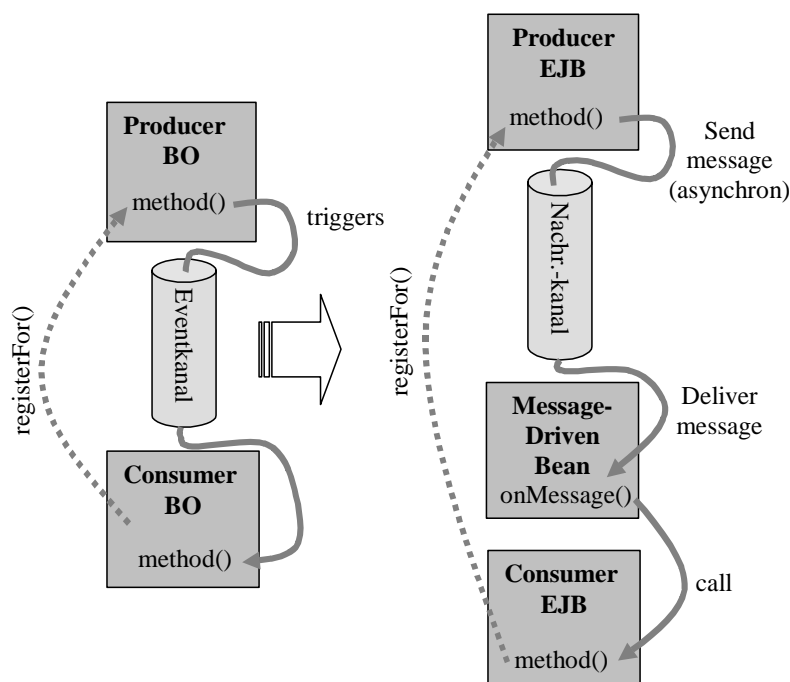 Producer
BO
method()
triggers
Eventkanal
registerFor()
Consumer
BO
method()
Producer
EJB
method()
Send
message
(asynchron)
Nachr.-kanal
registerFor()
Message-
Driven
Bean
onMessage()
Deliver
message
Consumer
EJB
method()
call